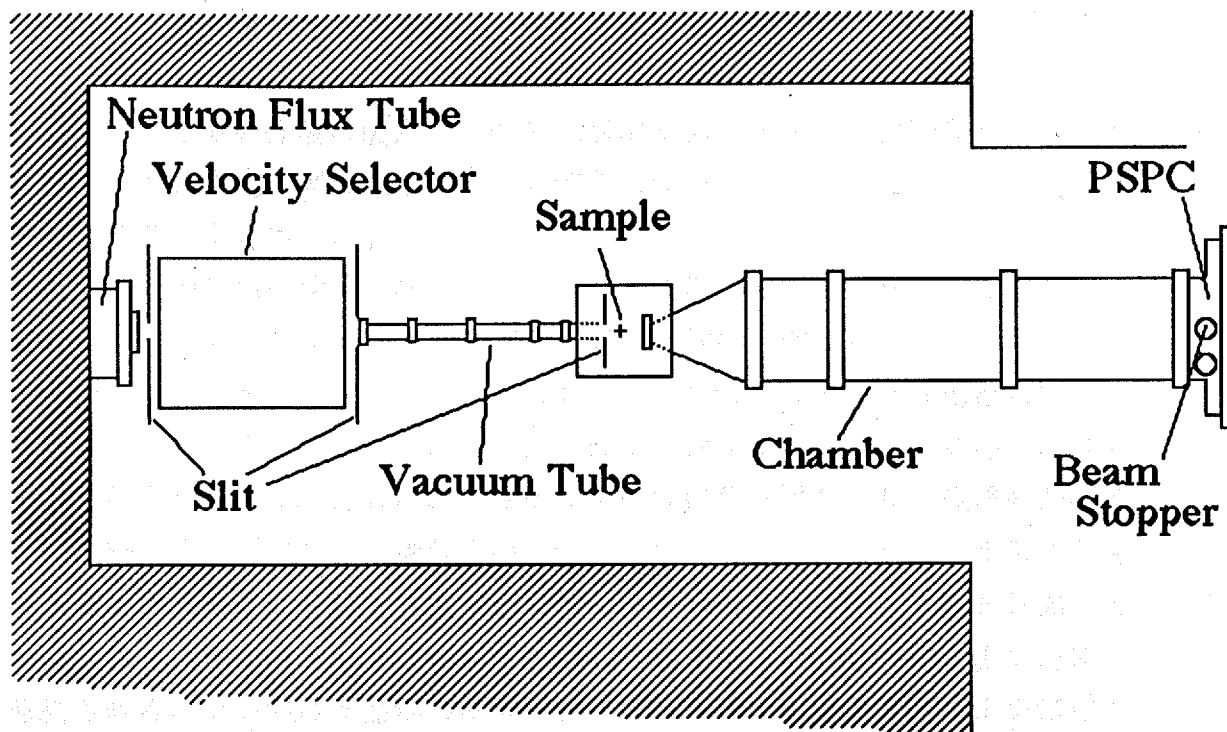 Neutron Flux Tube
Velocity Selector
Sample
PSPC
Slit
Vacuum Tube
Chamber
Beam
Stopper